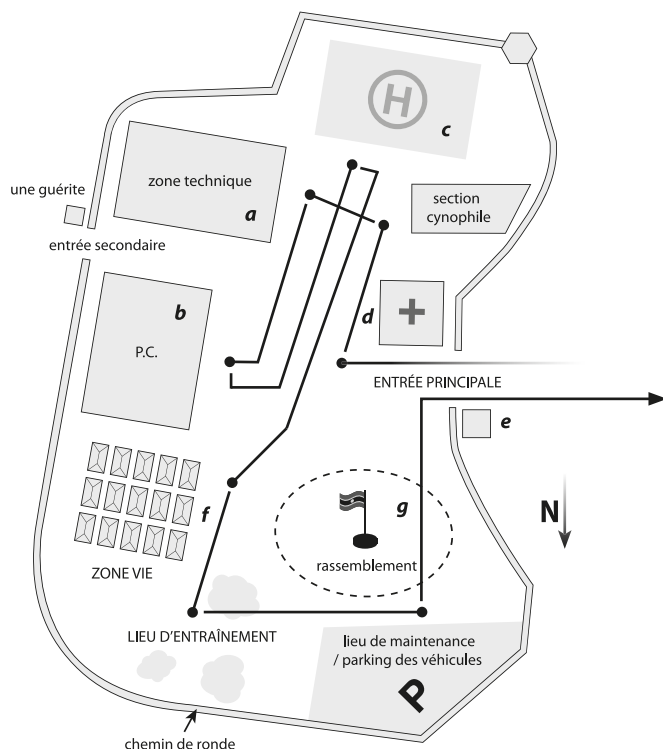 H
c
zone technique
a
section
cynophile
une guérite
entrée secondaire
b
P.C.
d
ENTRÉE PRINCIPALE
e
f
g
N
rassemblement
ZONE VIE
LIEU D'ENTRAÎNEMENT
lieu de maintenance
/ parking des véhicules
P
chemin de ronde